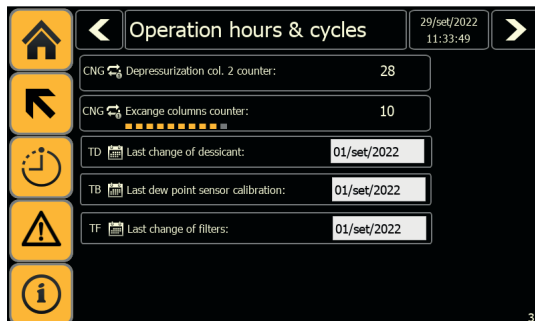 Operation hours & cycles
29/set/2022
11:33:49
CNG Depressurization col. 2 counter: 28
CNG Excange columns counter: 10
TD Last change of dessicant: 01/set/2022
TB Last dew point sensor calibration: 01/set/2022
TF Last change of filters: 01/set/2022
3